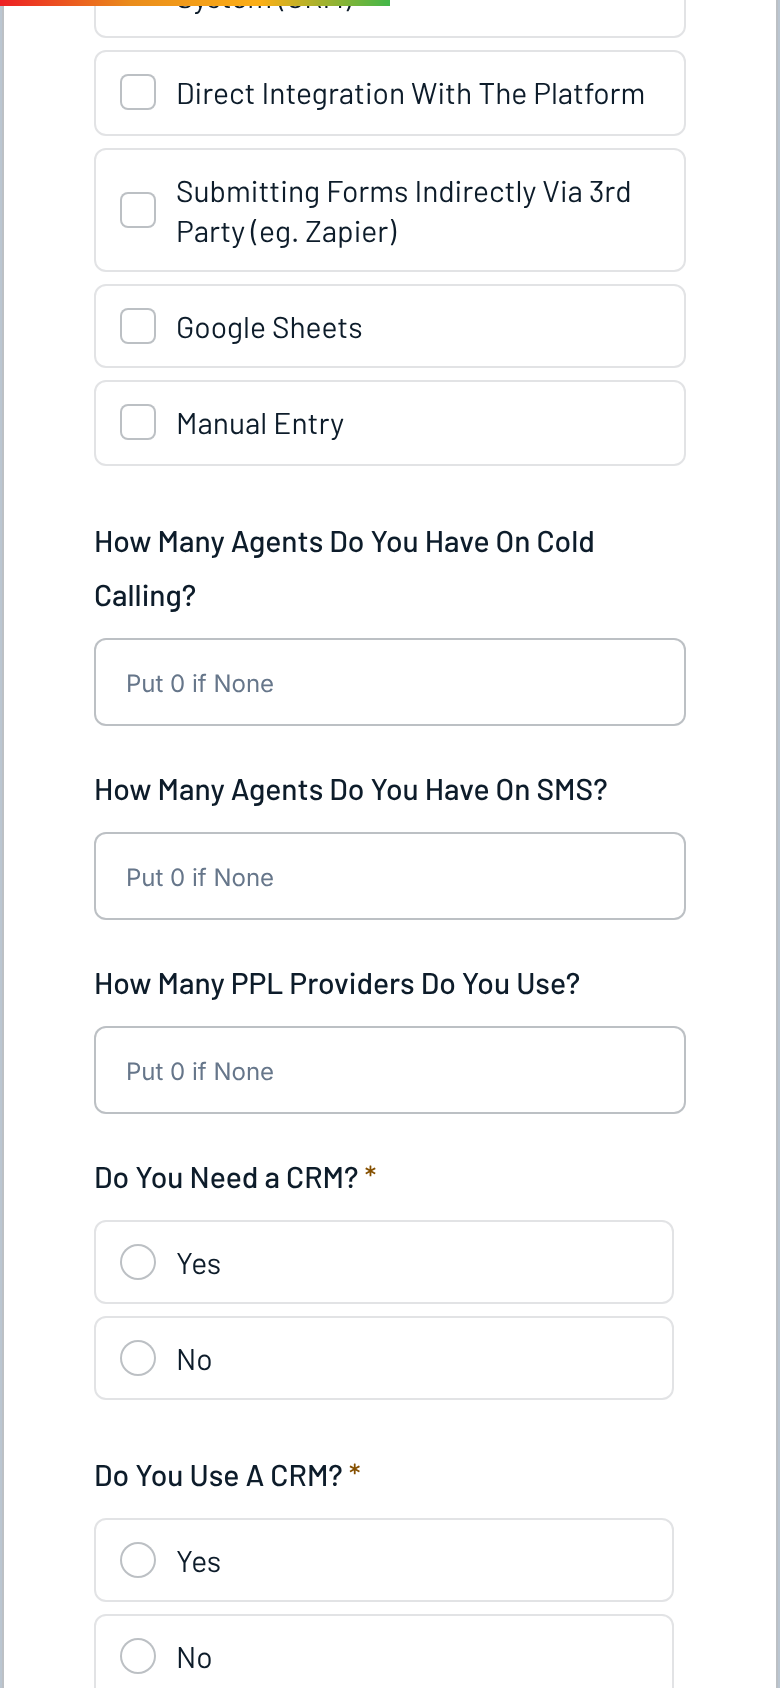 Direct Integration With The Platform
Submitting Forms Indirectly Via 3rd
Party (eg. Zapier)
Google Sheets
Manual Entry
How Many Agents Do You Have On Cold
Calling?
Put 0 if None
How Many Agents Do You Have On SMS?
Put 0 if None
How Many PPL Providers Do You Use?
Put 0 if None
Do You Need a CRM? *
Yes
No
Do You Use A CRM? *
Yes
No